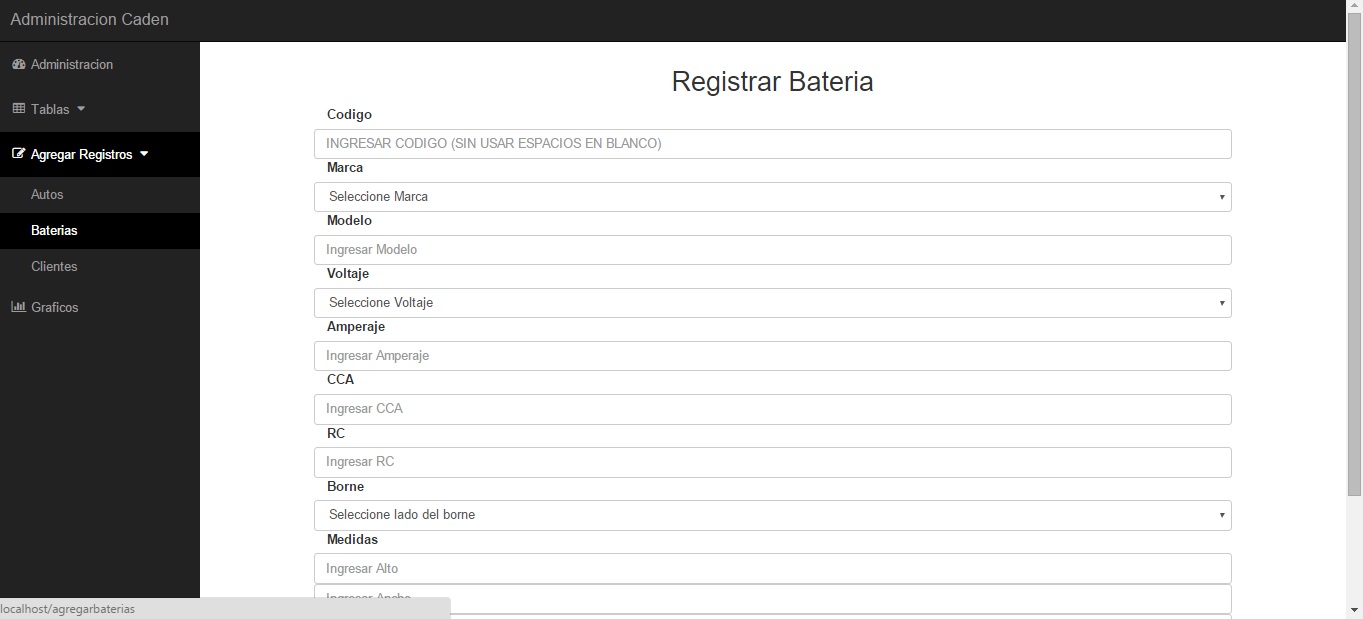 Administracion Caden
Administracion
Tablas
Agregar Registros
Autos
Baterias
Clientes
Graficos
Registrar Bateria
Codigo
INGRESAR CODIGO (SIN USAR ESPACIOS EN BLANCO)
Marca
Seleccione Marca
Modelo
Ingresar Modelo
Voltaje
Seleccione Voltaje
Amperaje
Ingresar Amperaje
CCA
Ingresar CCA
RC
Ingresar RC
Borne
Seleccione lado del borne
Medidas
Ingresar Alto
Ingresar Ancho
localhost/agregarbaterias